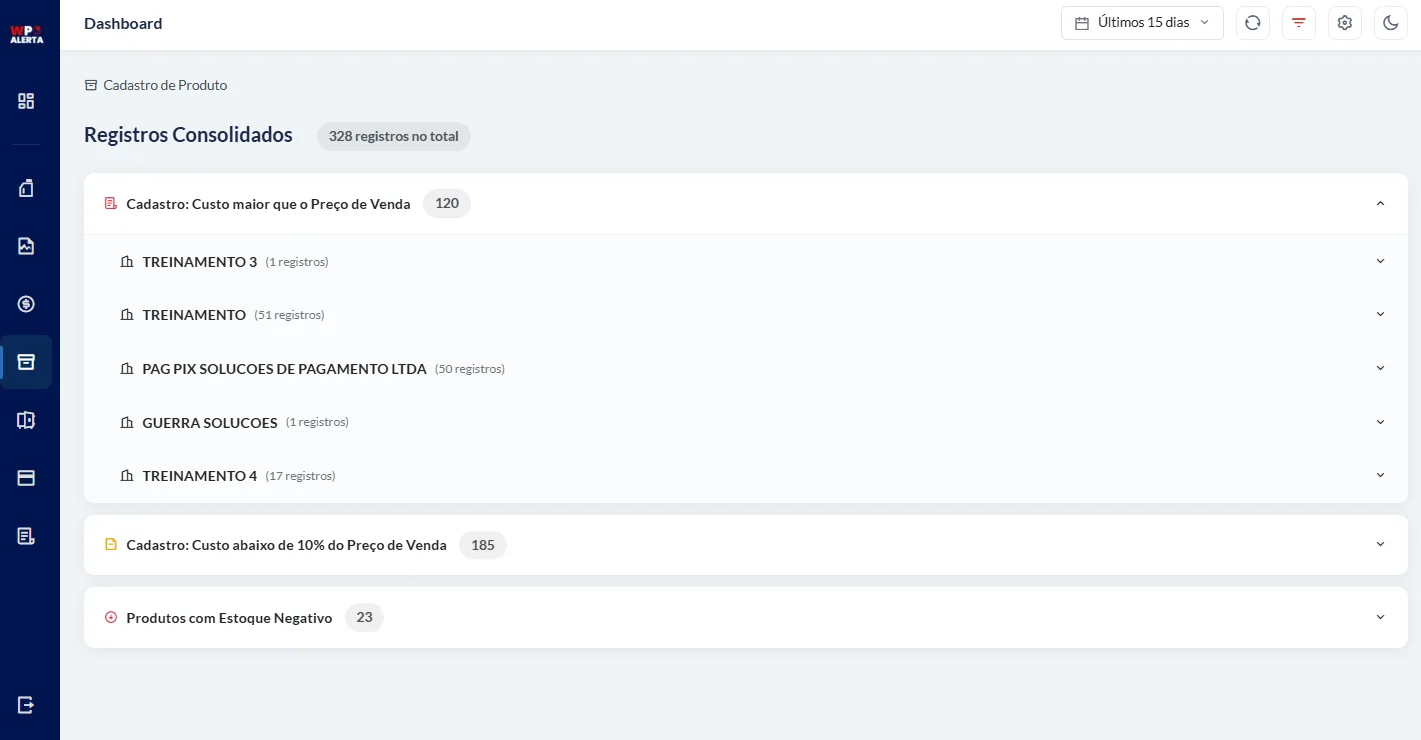 WP
ALERTA
Dashboard
Últimos 15 dias
Cadastro de Produto
Registros Consolidados
328 registros no total
Cadastro: Custo maior que o Preço de Venda 120
TREINAMENTO 3 (1 registros)
TREINAMENTO (51 registros)
PAG PIX SOLUCOES DE PAGAMENTO LTDA (50 registros)
GUERRA SOLUCOES (1 registros)
TREINAMENTO 4 (17 registros)
Cadastro: Custo abaixo de 10% do Preço de Venda 185
Produtos com Estoque Negativo 23